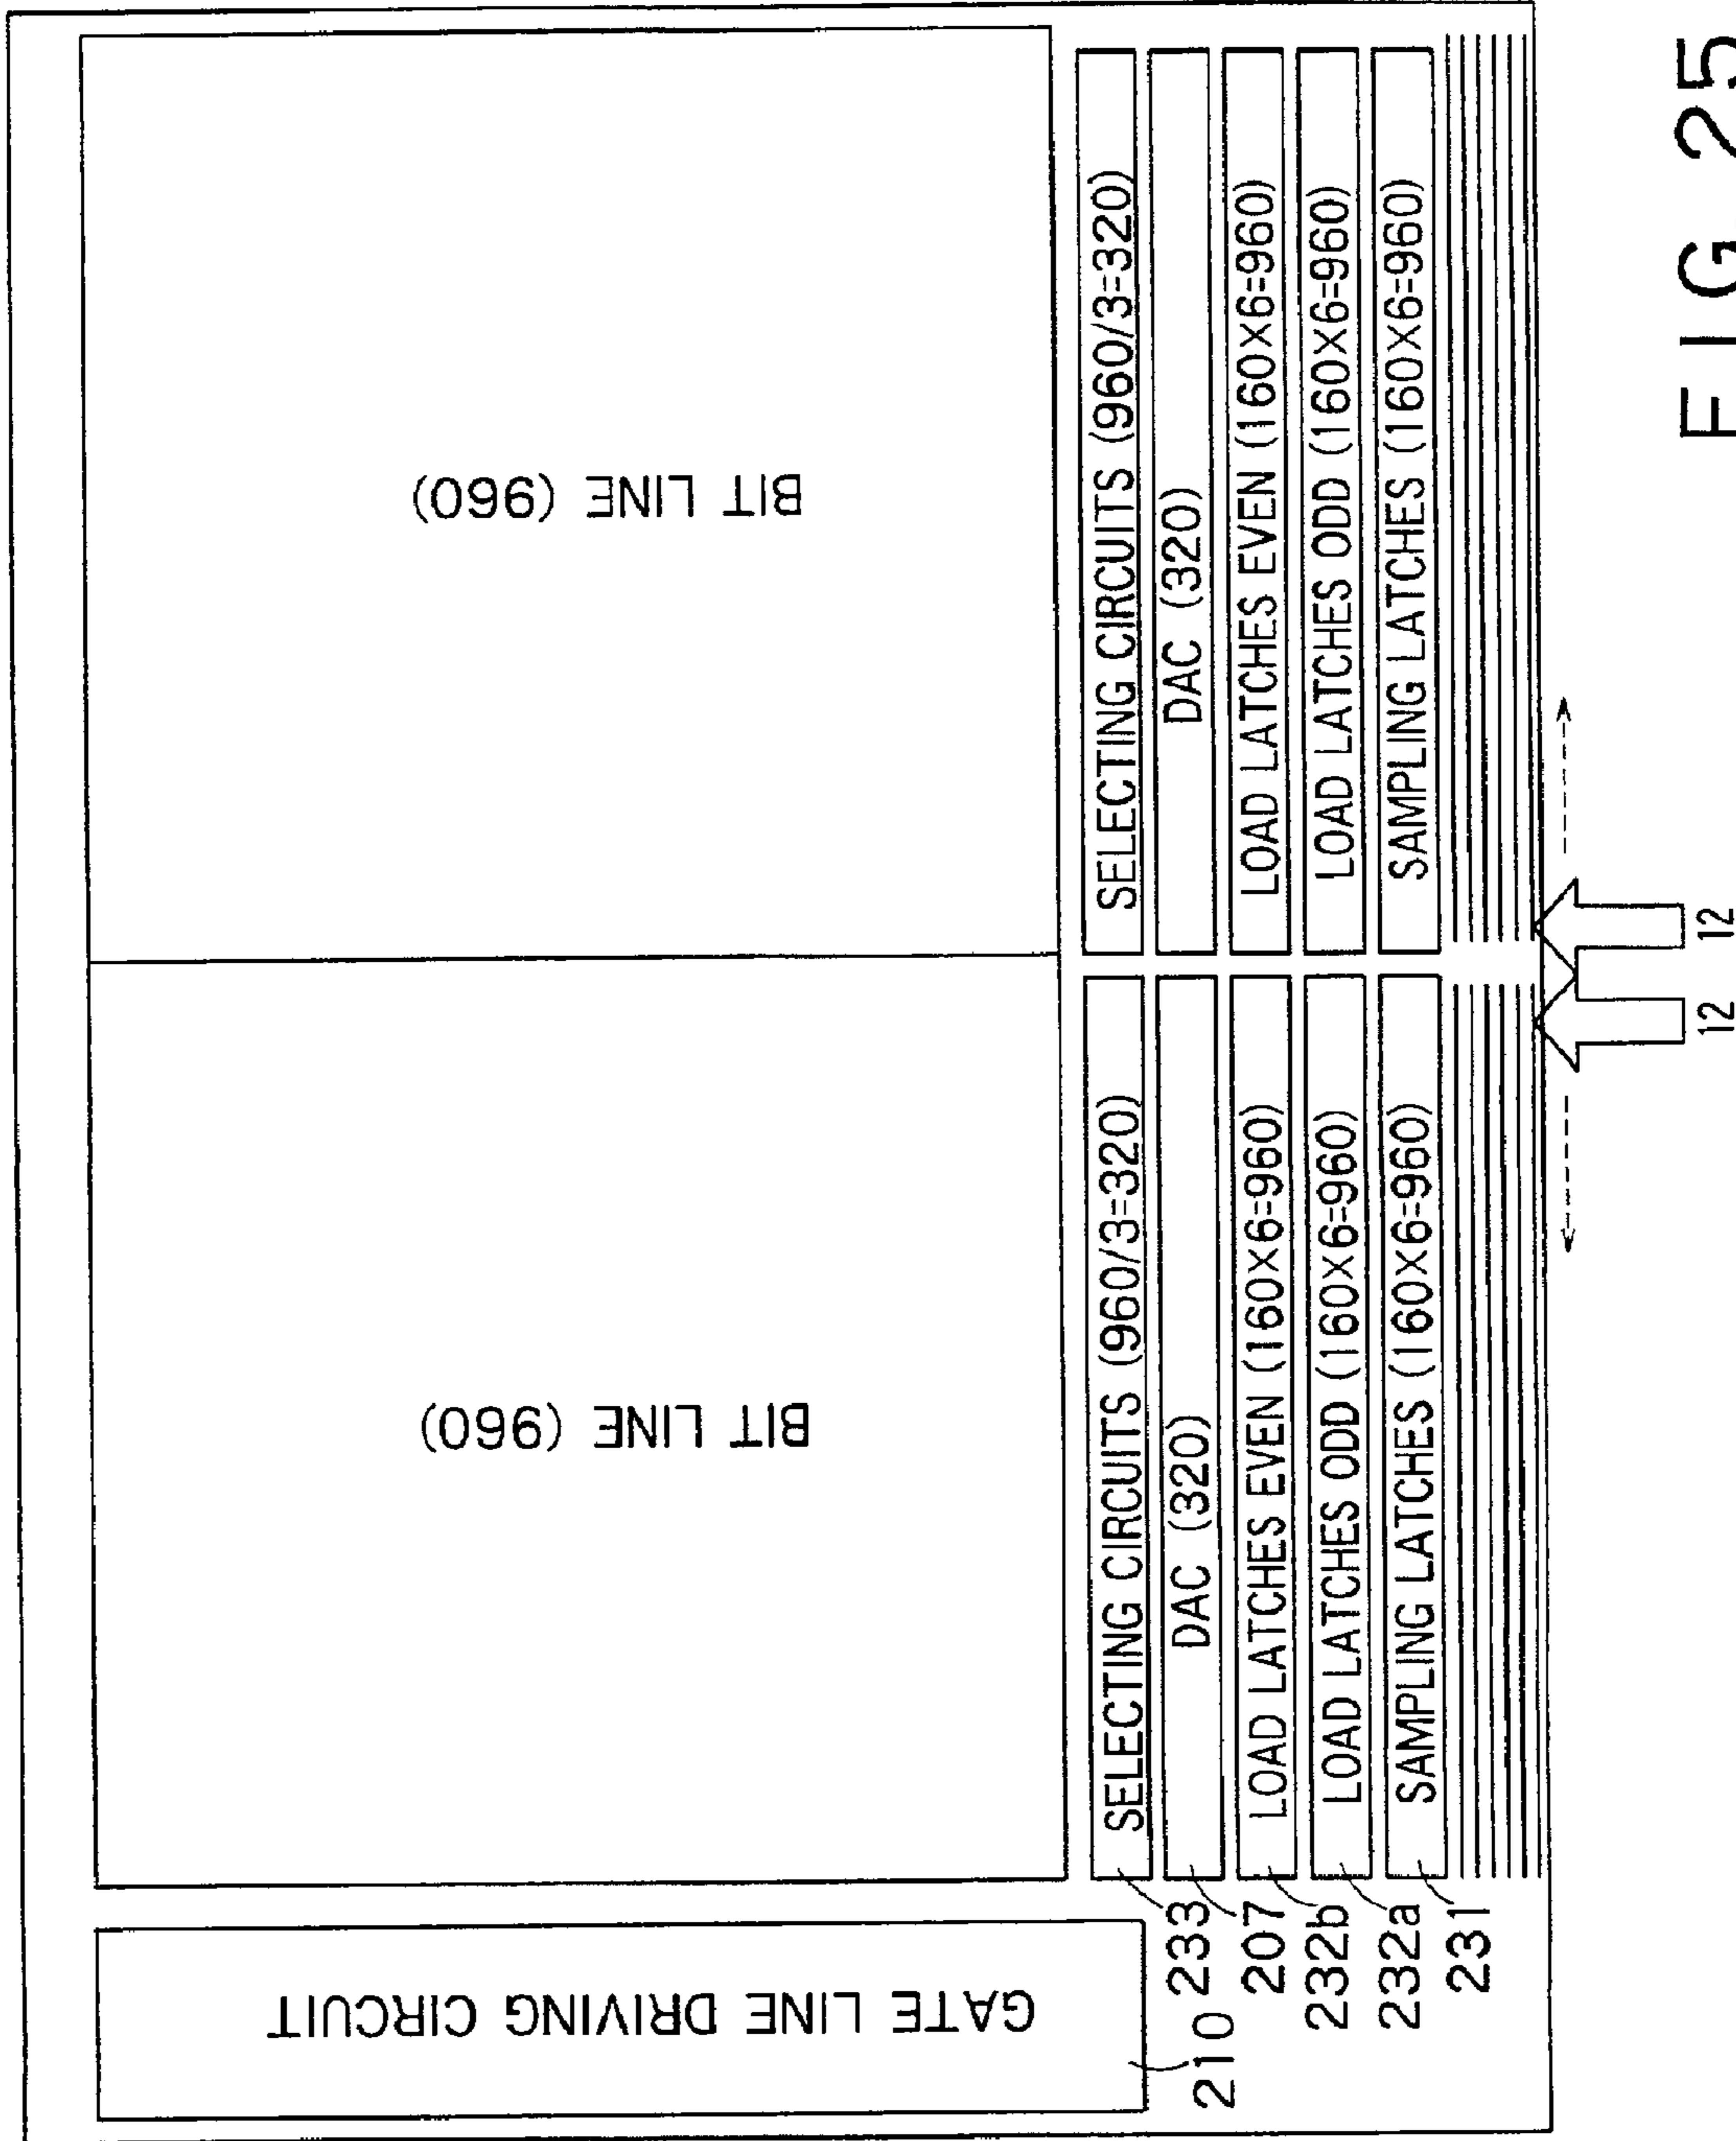 GATE LINE DRIVING CIRCUIT
210
BIT LINE (960)
BIT LINE (960)
233
SELECTING CIRCUITS (960/3=320)
SELECTING CIRCUITS (960/3=320)
207
DAC (320)
DAC (320)
232b
LOAD LATCHES EVEN (160×6=960)
LOAD LATCHES EVEN (160×6=960)
232a
LOAD LATCHES ODD (160×6=960)
LOAD LATCHES ODD (160×6=960)
231
SAMPLING LATCHES (160×6=960)
SAMPLING LATCHES (160×6=960)
12
12
FIG 25